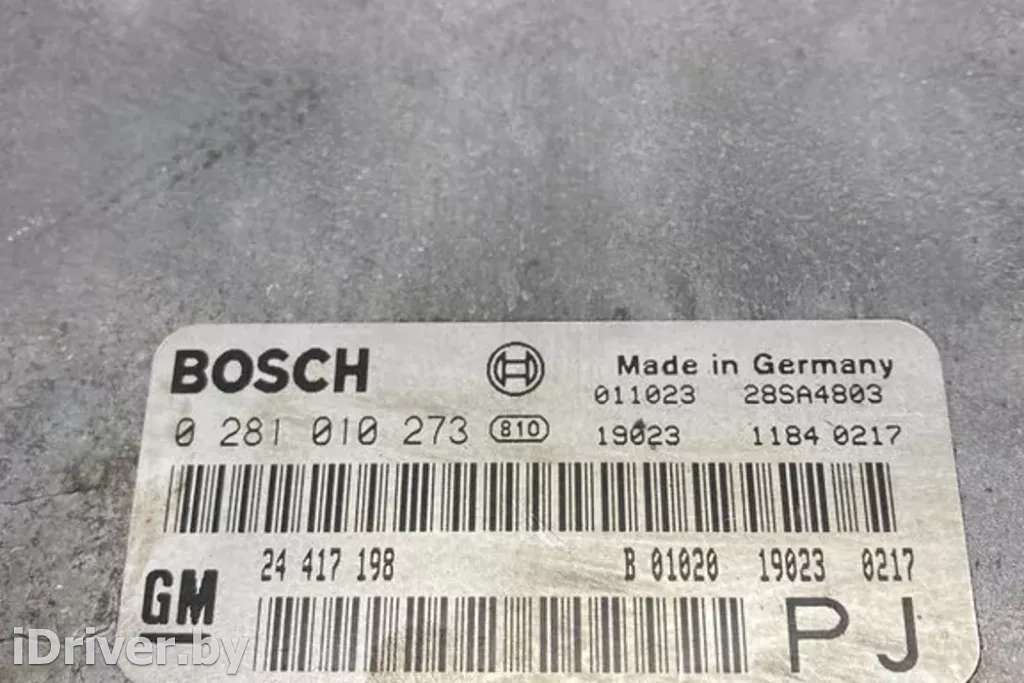 BOSCH Made in Germany
011023 28SA4803
0 281 010 273 810 19023 1184 0217
24 417 198 B 01020 19023 0217
GM PJ
iDriver.by